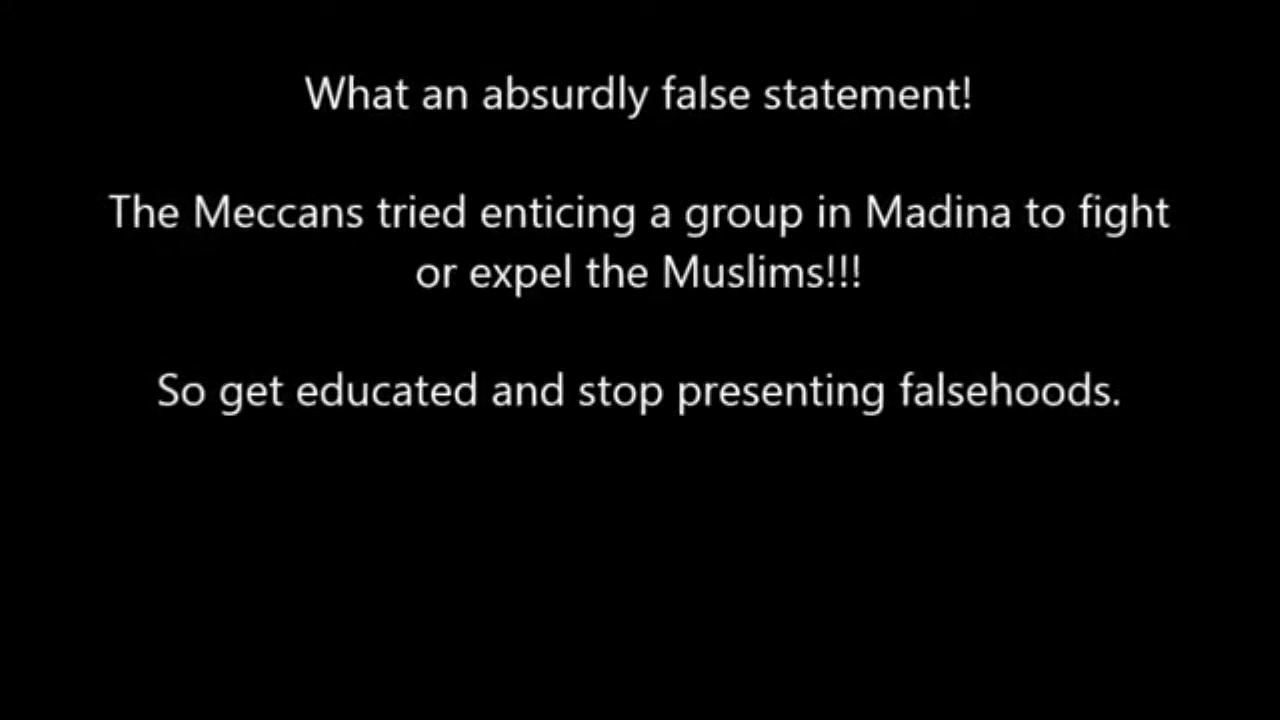 What an absurdly false statement!
The Meccans tried enticing a group in Madina to fight
or expel the Muslims!!!
So get educated and stop presenting falsehoods.